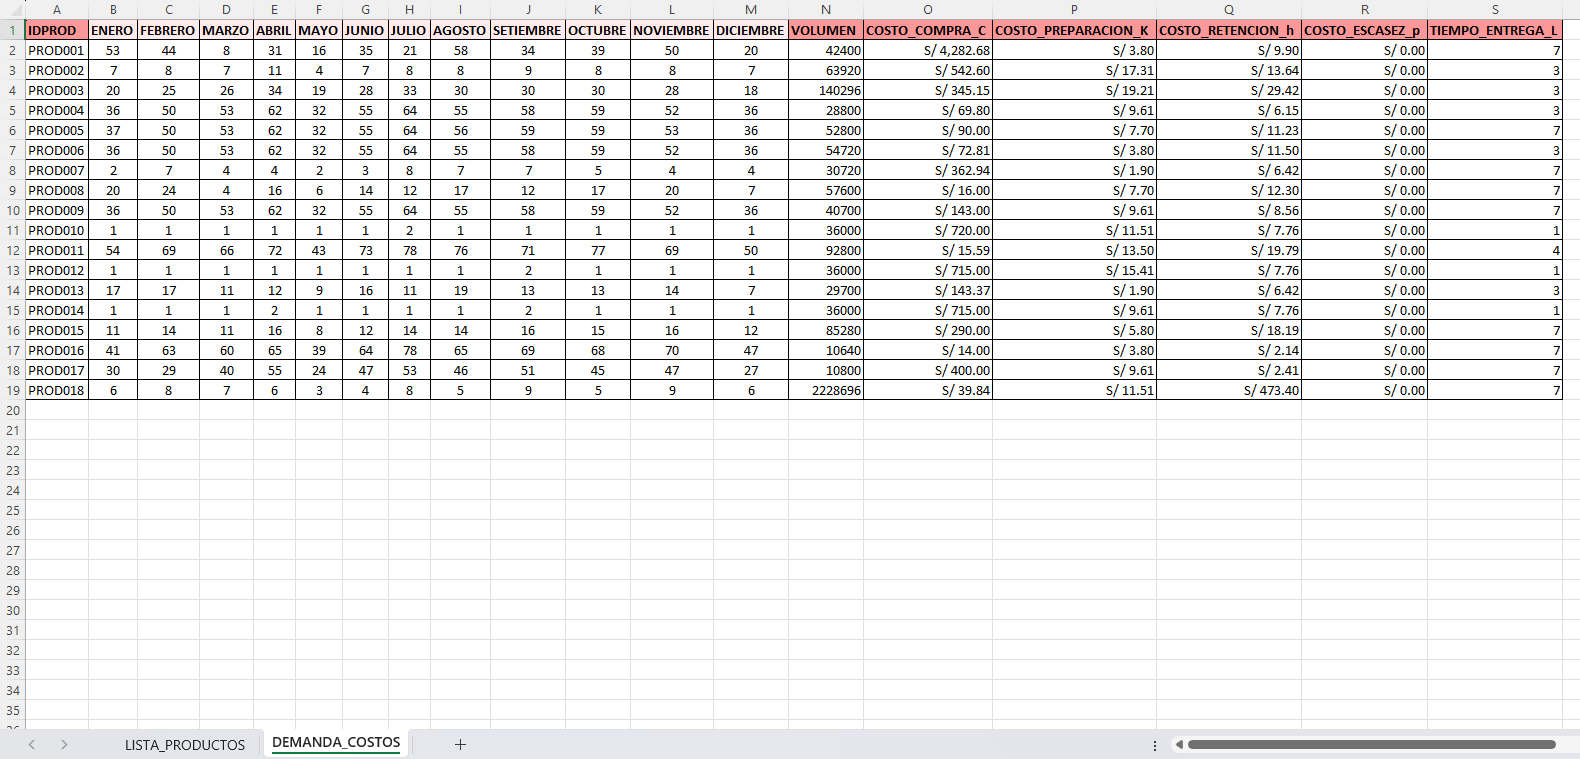 A B C D E F G H I J K L M N O P Q R S
1 IDPROD ENERO FEBRERO MARZO ABRIL MAYO JUNIO JULIO AGOSTO SETIEMBRE OCTUBRE NOVIEMBRE DICIEMBRE VOLUMEN COSTO_COMPRA_C COSTO_PREPARACION_K COSTO_RETENCION_h COSTO_ESCASEZ_p TIEMPO_ENTREGA_L
2 PROD001 53 44 8 31 16 35 21 58 34 39 50 20 42400 S/ 4,282.68 S/ 3.80 S/ 9.90 S/ 0.00 7
3 PROD002 7 8 7 11 4 7 8 8 9 8 8 7 63920 S/ 542.60 S/ 17.31 S/ 13.64 S/ 0.00 3
4 PROD003 20 25 26 34 19 28 33 30 30 30 28 18 140296 S/ 345.15 S/ 19.21 S/ 29.42 S/ 0.00 3
5 PROD004 36 50 53 62 32 55 64 55 58 59 52 36 28800 S/ 69.80 S/ 9.61 S/ 6.15 S/ 0.00 3
6 PROD005 37 50 53 62 32 55 64 56 59 59 53 36 52800 S/ 90.00 S/ 7.70 S/ 11.23 S/ 0.00 7
7 PROD006 36 50 53 62 32 55 64 55 58 59 52 36 54720 S/ 72.81 S/ 3.80 S/ 11.50 S/ 0.00 3
8 PROD007 2 7 4 4 2 3 8 7 7 5 4 4 30720 S/ 362.94 S/ 1.90 S/ 6.42 S/ 0.00 7
9 PROD008 20 24 4 16 6 14 12 17 12 17 20 7 57600 S/ 16.00 S/ 7.70 S/ 12.30 S/ 0.00 7
10 PROD009 36 50 53 62 32 55 64 55 58 59 52 36 40700 S/ 143.00 S/ 9.61 S/ 8.56 S/ 0.00 7
11 PROD010 1 1 1 1 1 1 2 1 1 1 1 1 36000 S/ 720.00 S/ 11.51 S/ 7.76 S/ 0.00 1
12 PROD011 54 69 66 72 43 73 78 76 71 77 69 50 92800 S/ 15.59 S/ 13.50 S/ 19.79 S/ 0.00 4
13 PROD012 1 1 1 1 1 1 1 1 2 1 1 1 36000 S/ 715.00 S/ 15.41 S/ 7.76 S/ 0.00 1
14 PROD013 17 17 11 12 9 16 11 19 13 13 14 7 29700 S/ 143.37 S/ 1.90 S/ 6.42 S/ 0.00 3
15 PROD014 1 1 1 2 1 1 1 1 2 1 1 1 36000 S/ 715.00 S/ 9.61 S/ 7.76 S/ 0.00 1
16 PROD015 11 14 11 16 8 12 14 14 16 15 16 12 85280 S/ 290.00 S/ 5.80 S/ 18.19 S/ 0.00 7
17 PROD016 41 63 60 65 39 64 78 65 69 68 70 47 10640 S/ 14.00 S/ 3.80 S/ 2.14 S/ 0.00 7
18 PROD017 30 29 40 55 24 47 53 46 51 45 47 27 10800 S/ 400.00 S/ 9.61 S/ 2.41 S/ 0.00 7
19 PROD018 6 8 7 6 3 4 8 5 9 5 9 6 2228696 S/ 39.84 S/ 11.51 S/ 473.40 S/ 0.00 7
20
21
22
23
24
25
26
27
28
29
30
31
32
33
34
35
LISTA_PRODUCTOS DEMANDA_COSTOS